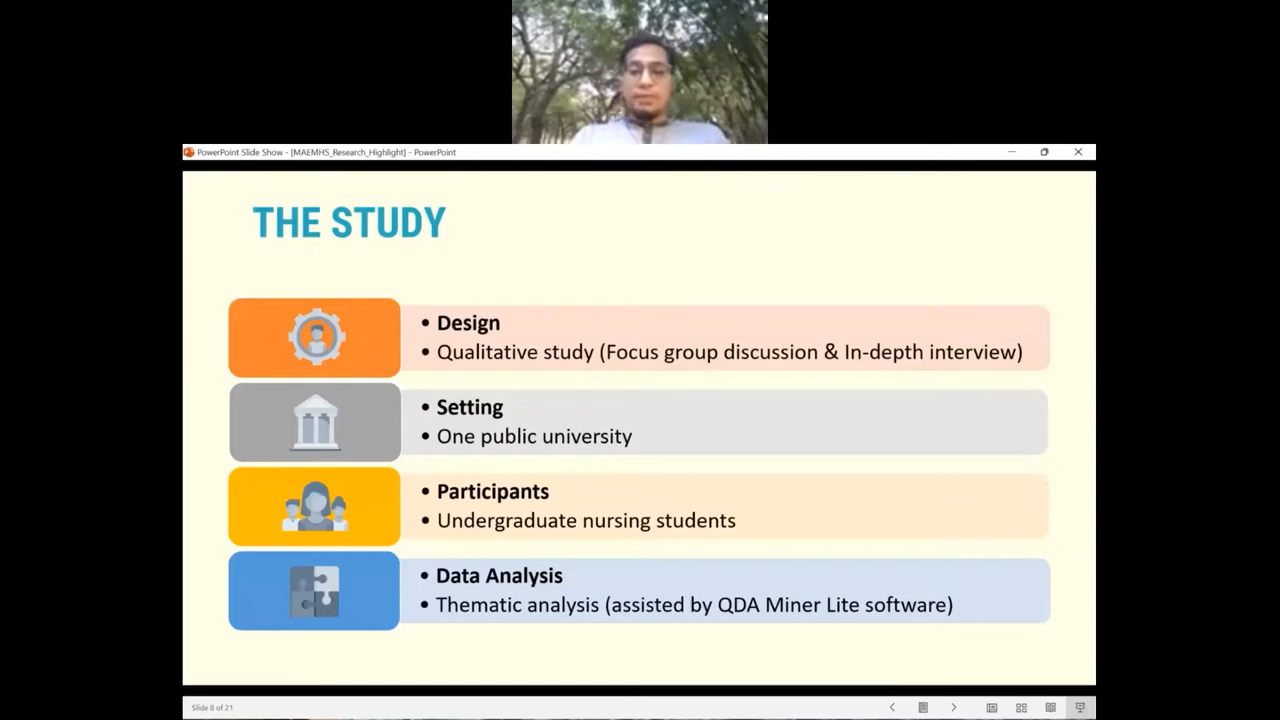 PowerPoint Slide Show - [MAEMHS_Research_Highlight] - PowerPoint
THE STUDY
• Design
• Qualitative study (Focus group discussion & In-depth interview)
• Setting
• One public university
• Participants
• Undergraduate nursing students
• Data Analysis
• Thematic analysis (assisted by QDA Miner Lite software)
Slide 8 of 21